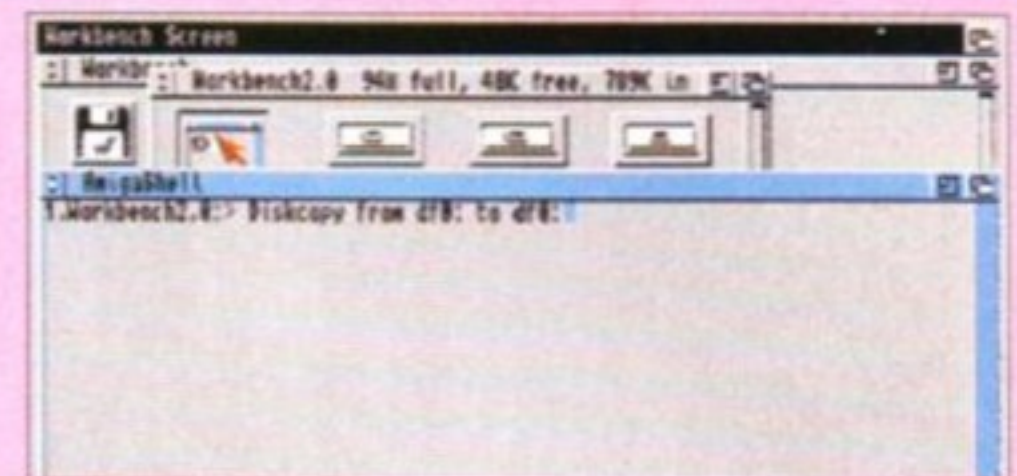 Workbench Screen
Workbench
Workbench2.0 94% full, 48K free, 789K in
AmigaShell
1.Workbench2.0:> Diskcopy from df0: to df0: